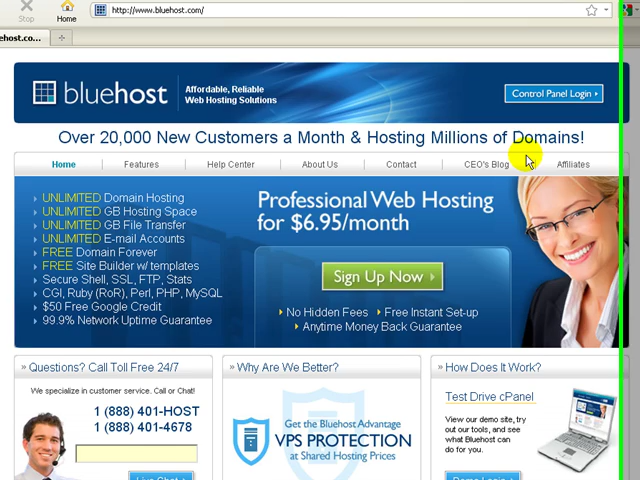 Stop
Home
http://www.bluehost.com/
ehost.co...
bluehost
Affordable, Reliable
Web Hosting Solutions
Control Panel Login
Over 20,000 New Customers a Month & Hosting Millions of Domains!
Home Features Help Center About Us Contact CEO's Blog Affiliates
UNLIMITED Domain Hosting
UNLIMITED GB Hosting Space
UNLIMITED GB File Transfer
UNLIMITED E-mail Accounts
FREE Domain Forever
FREE Site Builder w/ templates
Secure Shell, SSL, FTP, Stats
CGI, Ruby (RoR), Perl, PHP, MySQL
$50 Free Google Credit
99.9% Network Uptime Guarantee
Professional Web Hosting
for $6.95/month
Sign Up Now
No Hidden Fees Free Instant Set-up
Anytime Money Back Guarantee
» Questions? Call Toll Free 24/7
We specialize in customer service. Call or Chat!
1 (888) 401-HOST
1 (888) 401-4678
Live Chat
» Why Are We Better?
Get the Bluehost Advantage
VPS PROTECTION
at Shared Hosting Prices
» How Does It Work?
Test Drive cPanel
View our demo site, try
out our tools, and see
what Bluehost can
do for you.
Demo Login